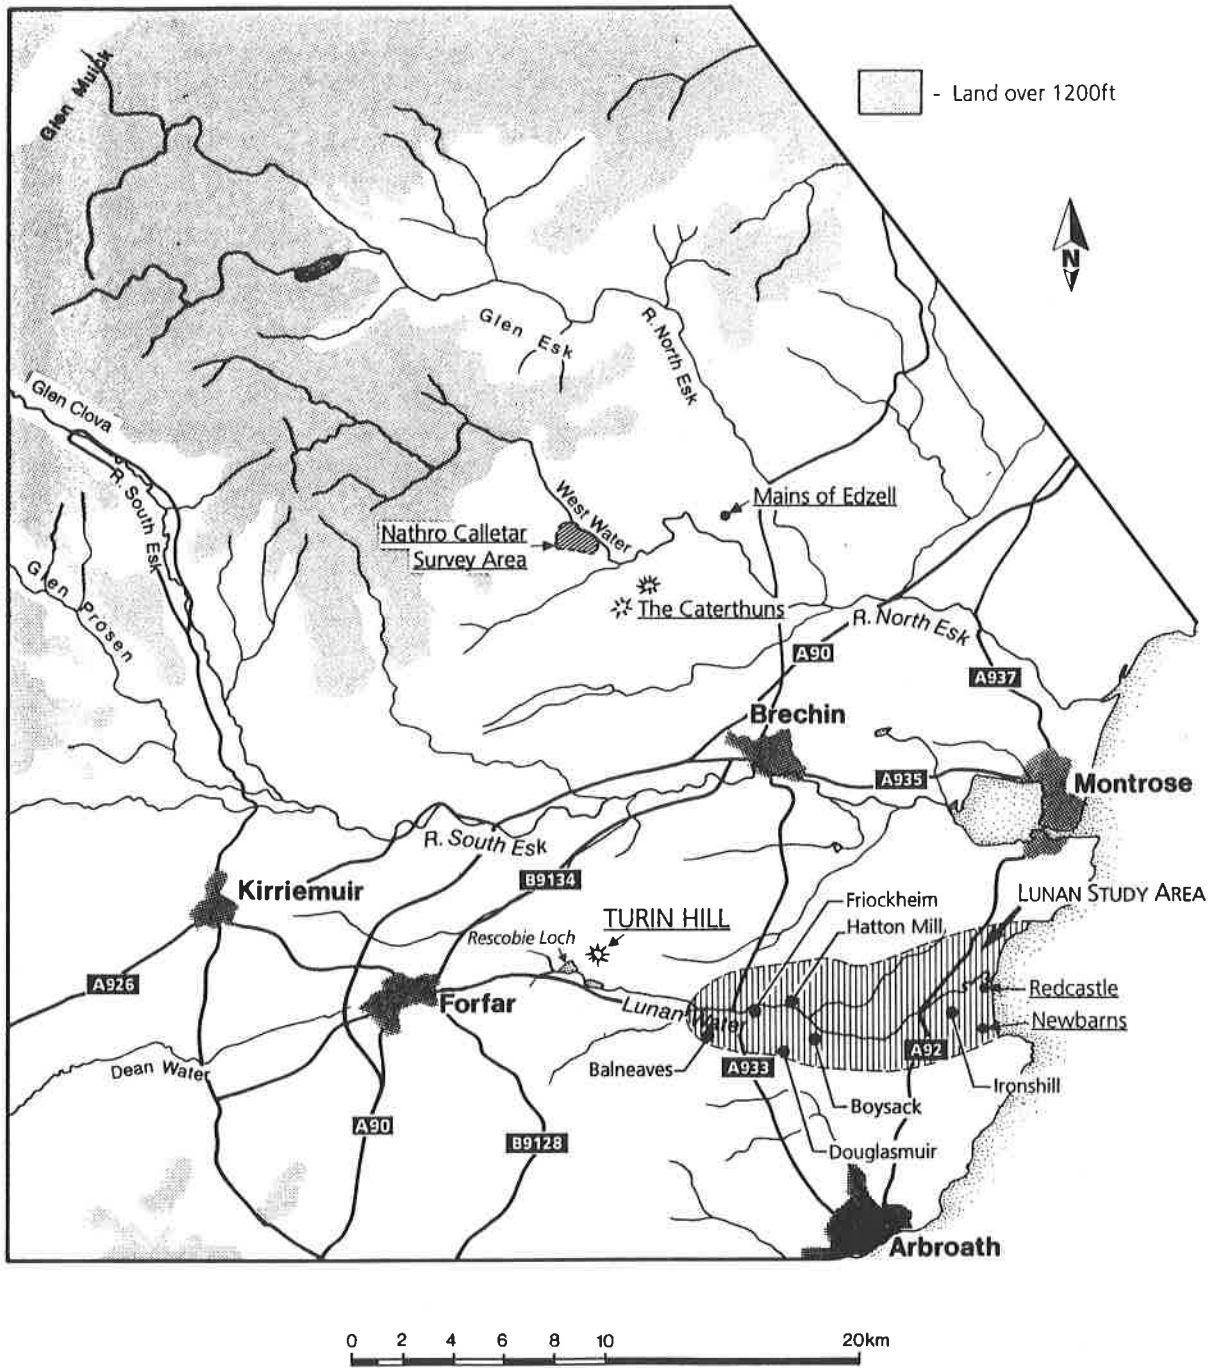 Glen Muick
- Land over 1200ft
N
Glen Esk
R. North Esk
Glen Clova
R. South Esk
West Water
Mains of Edzell
Nathro Calletar
Survey Area
Glen Prosen
The Caterthuns
R. North Esk
A90
A937
Brechin
A935
Montrose
R. South Esk
B9134
Kirriemuir
LUNAN STUDY AREA
Friockheim
TURIN HILL
Hatton Mill
Rescobie Loch
A926
Redcastle
Forfar
Lunan Water
Newbarns
A92
Balneaves
A933
Dean Water
Ironshill
Boysack
A90
B9128
Douglasmuir
Arbroath
0 2 4 6 8 10 20km